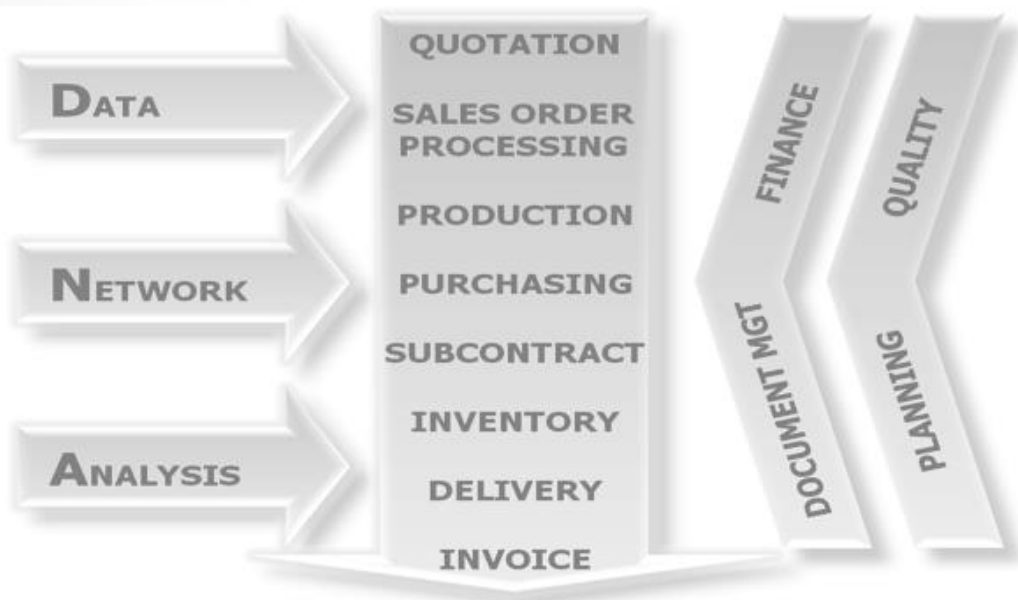 DATA
NETWORK
ANALYSIS
QUOTATION
SALES ORDER
PROCESSING
PRODUCTION
PURCHASING
SUBCONTRACT
INVENTORY
DELIVERY
INVOICE
FINANCE
DOCUMENT MGT
QUALITY
PLANNING